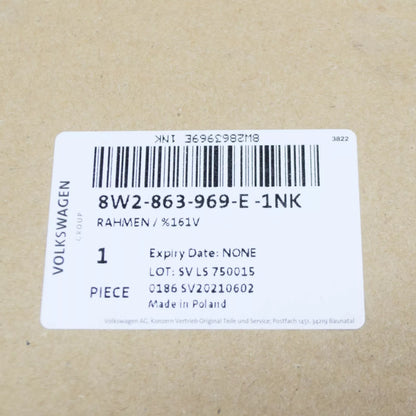 8W2863969E 1NK
3822
VOLKSWAGEN
GROUP
8W2-863-969-E -1NK
RAHMEN / %161V
1
PIECE
Expiry Date: NONE
LOT: SV LS 750015
0186 SV20210602
Made in Poland
Volkswagen AG, Konzern Vertrieb Original Teile und Service, Postfach 1451, 34219 Baunatal